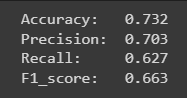 Accuracy: 0.732
Precision: 0.703
Recall: 0.627
F1_score: 0.663